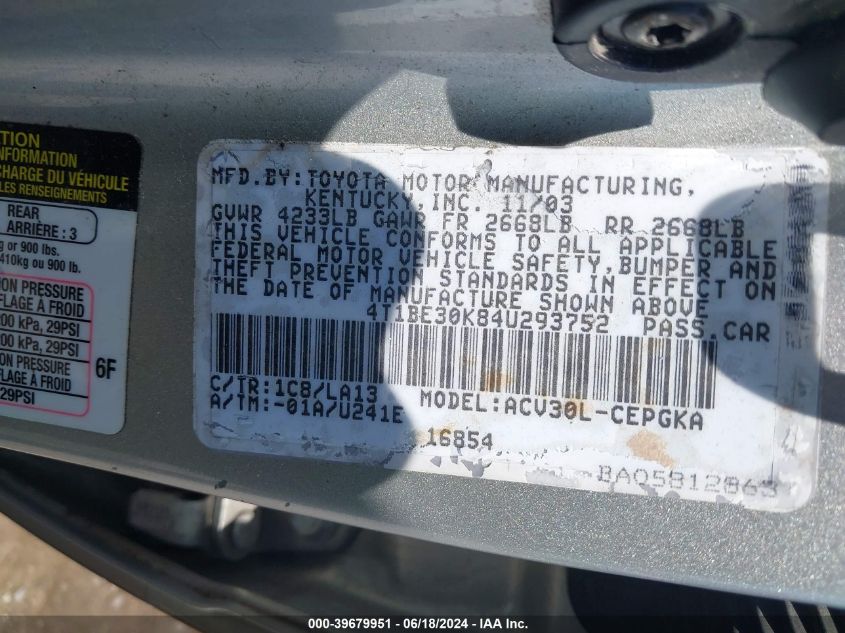 TION
INFORMATION
CHARGE DU VÉHICULE
LES RENSEIGNEMENTS
REAR
ARRIÈRE : 3
g or 900 lbs.
410kg ou 900 lb.
ION PRESSURE
FLAGE À FROID
200 kPa, 29PSI
200 kPa, 29PSI
ION PRESSURE
FLAGE À FROID
29PSI
6F
MFD.BY:TOYOTA MOTOR MANUFACTURING,
KENTUCKY,INC. 11/03
GVWR 4233LB GAWR FR 2668LB RR 2668LB
THIS VEHICLE CONFORMS TO ALL APPLICABLE
FEDERAL MOTOR VEHICLE SAFETY,BUMPER AND
THEFT PREVENTION STANDARDS IN EFFECT ON
THE DATE OF MANUFACTURE SHOWN ABOVE
4T1BE30K84U293752 PASS.CAR
C/TR:1C8/LA13
A/TM:-01A/U241E
MODEL:ACV30L-CEPGKA
16854
BAQ5812863
000-39679951 / 06/18/2024 - IAA Inc.